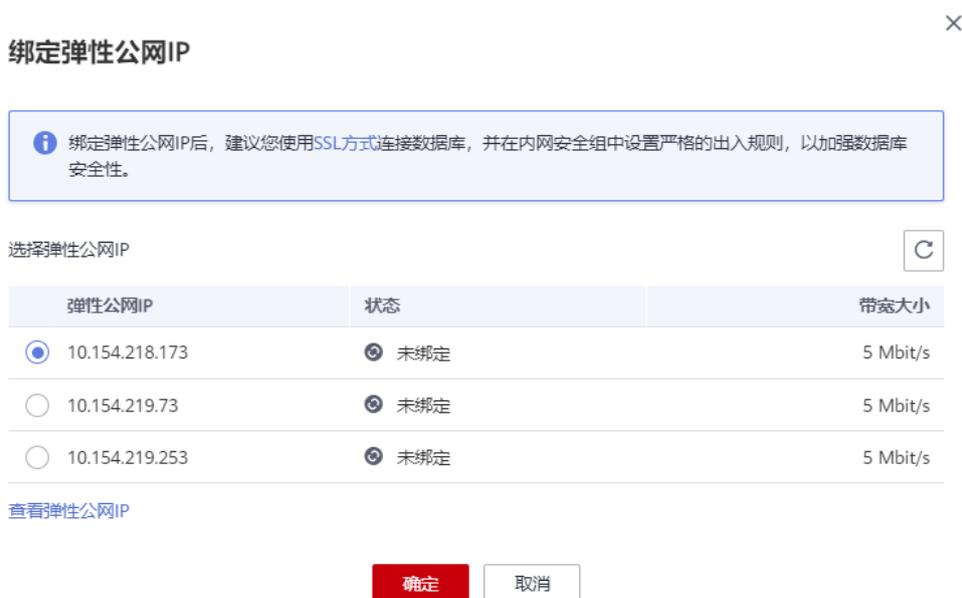 绑定弹性公网IP
绑定弹性公网IP后，建议您使用SSL方式连接数据库，并在内网安全组中设置严格的出入规则，以加强数据库
安全性。
选择弹性公网IP
弹性公网IP 状态 带宽大小
10.154.218.173 未绑定 5 Mbit/s
10.154.219.73 未绑定 5 Mbit/s
10.154.219.253 未绑定 5 Mbit/s
查看弹性公网IP
确定 取消